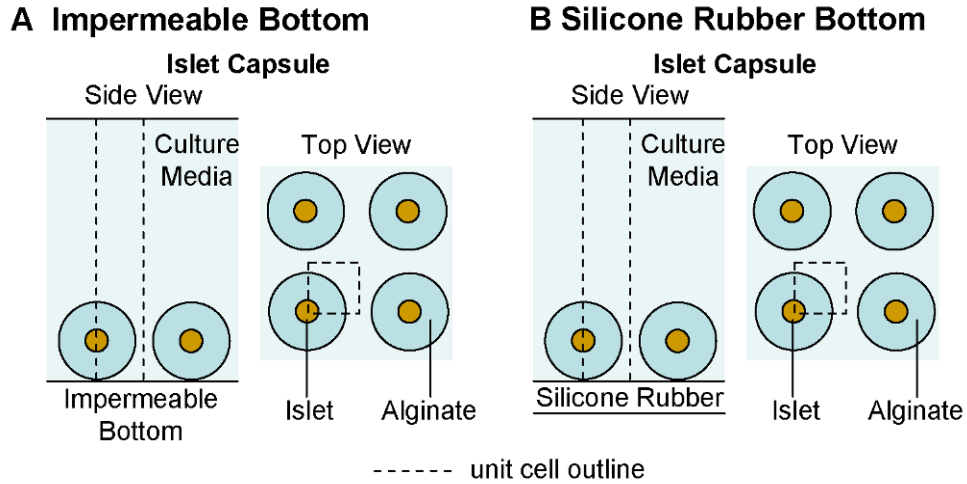 A Impermeable Bottom
Islet Capsule
Side View
Culture
Media
Top View
Impermeable
Bottom
Islet
Alginate
B Silicone Rubber Bottom
Islet Capsule
Side View
Culture
Media
Top View
Silicone Rubber
Islet
Alginate
unit cell outline